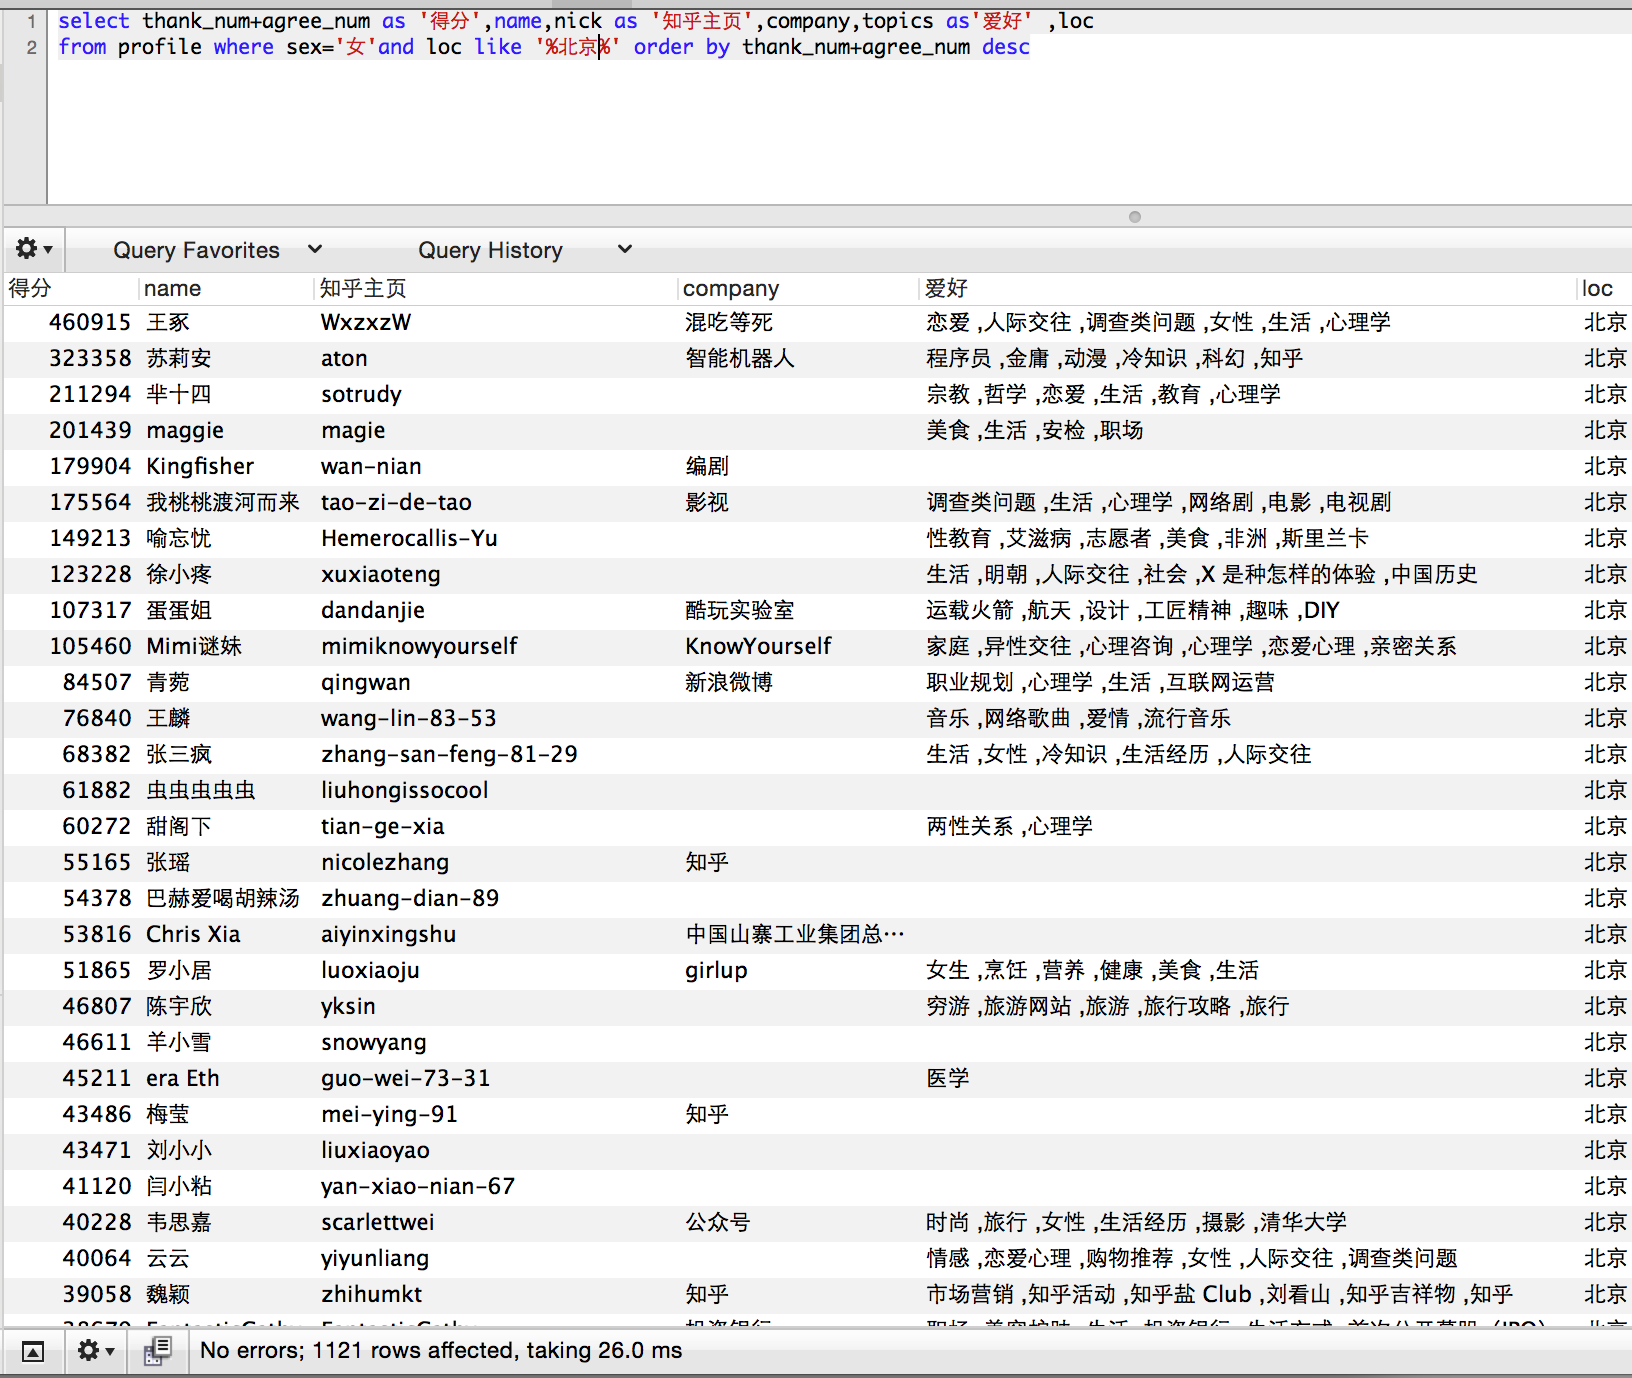 1 select thank_num+agree_num as '得分',name,nick as '知乎主页',company,topics as'爱好' ,loc
2 from profile where sex='女'and loc like '%北京%' order by thank_num+agree_num desc
Query Favorites Query History
得分 name 知乎主页 company 爱好 loc
460915 王豖 WxzxzW 混吃等死 恋爱 ,人际交往 ,调查类问题 ,女性 ,生活 ,心理学 北京
323358 苏莉安 aton 智能机器人 程序员 ,金庸 ,动漫 ,冷知识 ,科幻 ,知乎 北京
211294 芈十四 sotrudy 宗教 ,哲学 ,恋爱 ,生活 ,教育 ,心理学 北京
201439 maggie magie 美食 ,生活 ,安检 ,职场 北京
179904 Kingfisher wan-nian 编剧 北京
175564 我桃桃渡河而来 tao-zi-de-tao 影视 调查类问题 ,生活 ,心理学 ,网络剧 ,电影 ,电视剧 北京
149213 喻忘忧 Hemerocallis-Yu 性教育 ,艾滋病 ,志愿者 ,美食 ,非洲 ,斯里兰卡 北京
123228 徐小疼 xuxiaoteng 生活 ,明朝 ,人际交往 ,社会 ,X 是种怎样的体验 ,中国历史 北京
107317 蛋蛋姐 dandanjie 酷玩实验室 运载火箭 ,航天 ,设计 ,工匠精神 ,趣味 ,DIY 北京
105460 Mimi谜妹 mimiknowyourself KnowYourself 家庭 ,异性交往 ,心理咨询 ,心理学 ,恋爱心理 ,亲密关系 北京
84507 青菀 qingwan 新浪微博 职业规划 ,心理学 ,生活 ,互联网运营 北京
76840 王麟 wang-lin-83-53 音乐 ,网络歌曲 ,爱情 ,流行音乐 北京
68382 张三疯 zhang-san-feng-81-29 生活 ,女性 ,冷知识 ,生活经历 ,人际交往 北京
61882 虫虫虫虫虫 liuhongissocool 北京
60272 甜阁下 tian-ge-xia 两性关系 ,心理学 北京
55165 张瑶 nicolezhang 知乎 北京
54378 巴赫爱喝胡辣汤 zhuang-dian-89 北京
53816 Chris Xia aiyinxingshu 中国山寨工业集团总… 北京
51865 罗小居 luoxiaoju girlup 女生 ,烹饪 ,营养 ,健康 ,美食 ,生活 北京
46807 陈宇欣 yksin 穷游 ,旅游网站 ,旅游 ,旅行攻略 ,旅行 北京
46611 羊小雪 snowyang 北京
45211 era Eth guo-wei-73-31 医学 北京
43486 梅莹 mei-ying-91 知乎 北京
43471 刘小小 liuxiaoyao 北京
41120 闫小粘 yan-xiao-nian-67 北京
40228 韦思嘉 scarlettwei 公众号 时尚 ,旅行 ,女性 ,生活经历 ,摄影 ,清华大学 北京
40064 云云 yiyunliang 情感 ,恋爱心理 ,购物推荐 ,女性 ,人际交往 ,调查类问题 北京
39058 魏颖 zhihumkt 知乎 市场营销 ,知乎活动 ,知乎盐 Club ,刘看山 ,知乎吉祥物 ,知乎 北京
No errors; 1121 rows affected, taking 26.0 ms